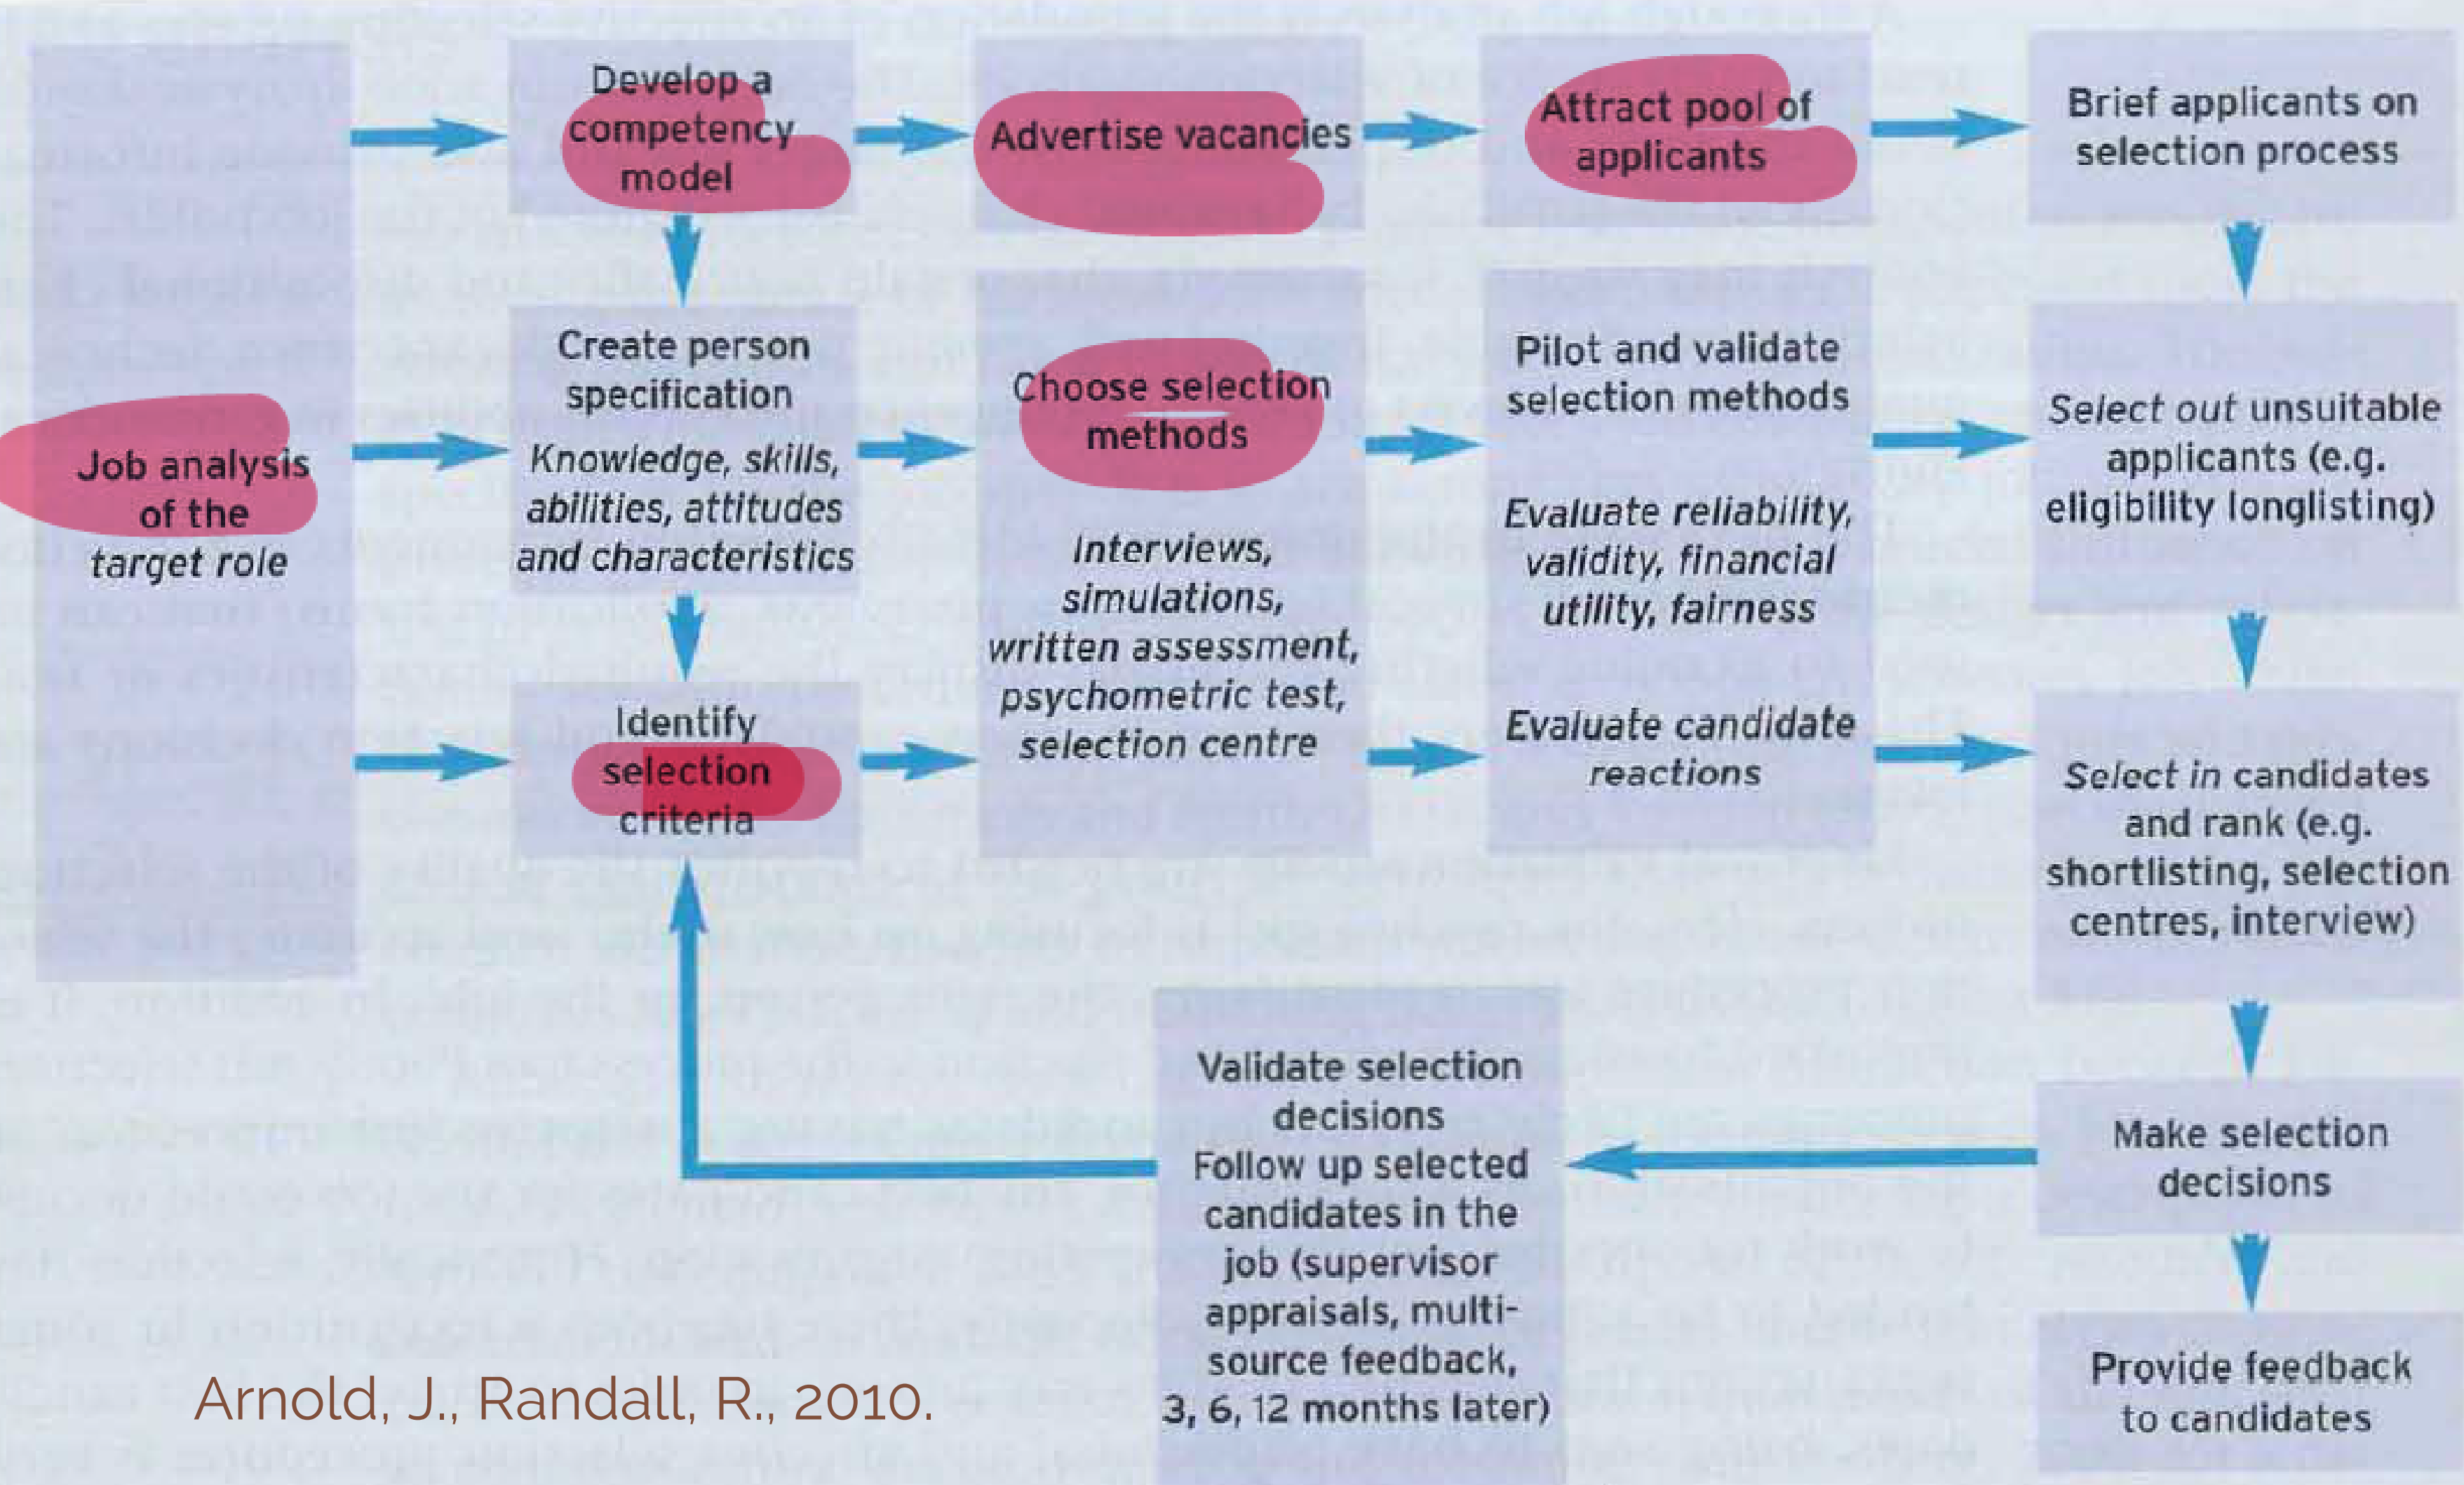 Job analysis
of the
target role
Develop a
competency
model
Advertise vacancies
Attract pool of
applicants
Brief applicants on
selection process
Create person
specification
Knowledge, skills,
abilities, attitudes
and characteristics
Choose selection
methods
Interviews,
simulations,
written assessment,
psychometric test,
selection centre
Pilot and validate
selection methods
Evaluate reliability,
validity, financial
utility, fairness
Evaluate candidate
reactions
Select out unsuitable
applicants (e.g.
eligibility longlisting)
Identify
selection
criteria
Select in candidates
and rank (e.g.
shortlisting, selection
centres, interview)
Validate selection
decisions
Follow up selected
candidates in the
job (supervisor
appraisals, multi-
source feedback,
3, 6, 12 months later)
Make selection
decisions
Provide feedback
to candidates
Arnold, J., Randall, R., 2010.